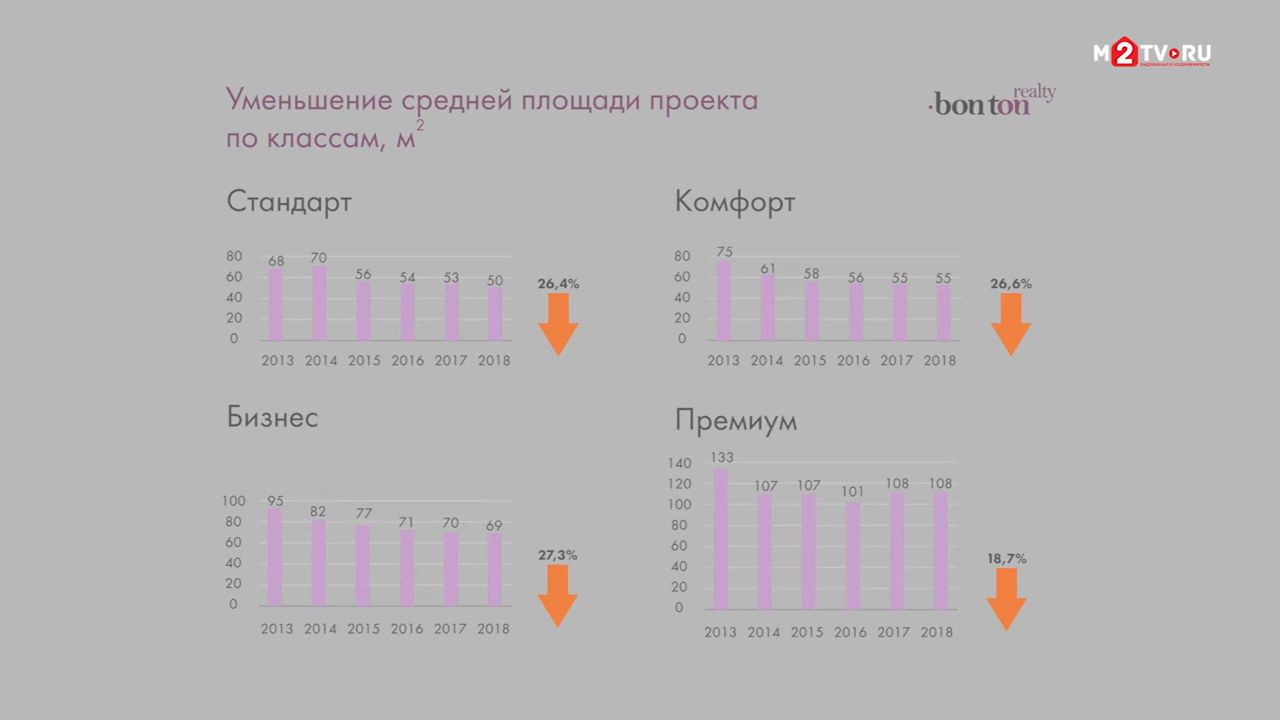 M2TV.RU
ВИДЕОКАНАЛ О НЕДВИЖИМОСТИ
Уменьшение средней площади проекта
по классам, м²
·bon ton realty
Стандарт
80
60
40
20
0
68 70 56 54 53 50
2013 2014 2015 2016 2017 2018
26,4%
Комфорт
80
60
40
20
0
75 61 58 56 55 55
2013 2014 2015 2016 2017 2018
26,6%
Бизнес
100
80
60
40
20
0
95 82 77 71 70 69
2013 2014 2015 2016 2017 2018
27,3%
Премиум
140
120
100
80
60
40
20
0
133 107 107 101 108 108
2013 2014 2015 2016 2017 2018
18,7%